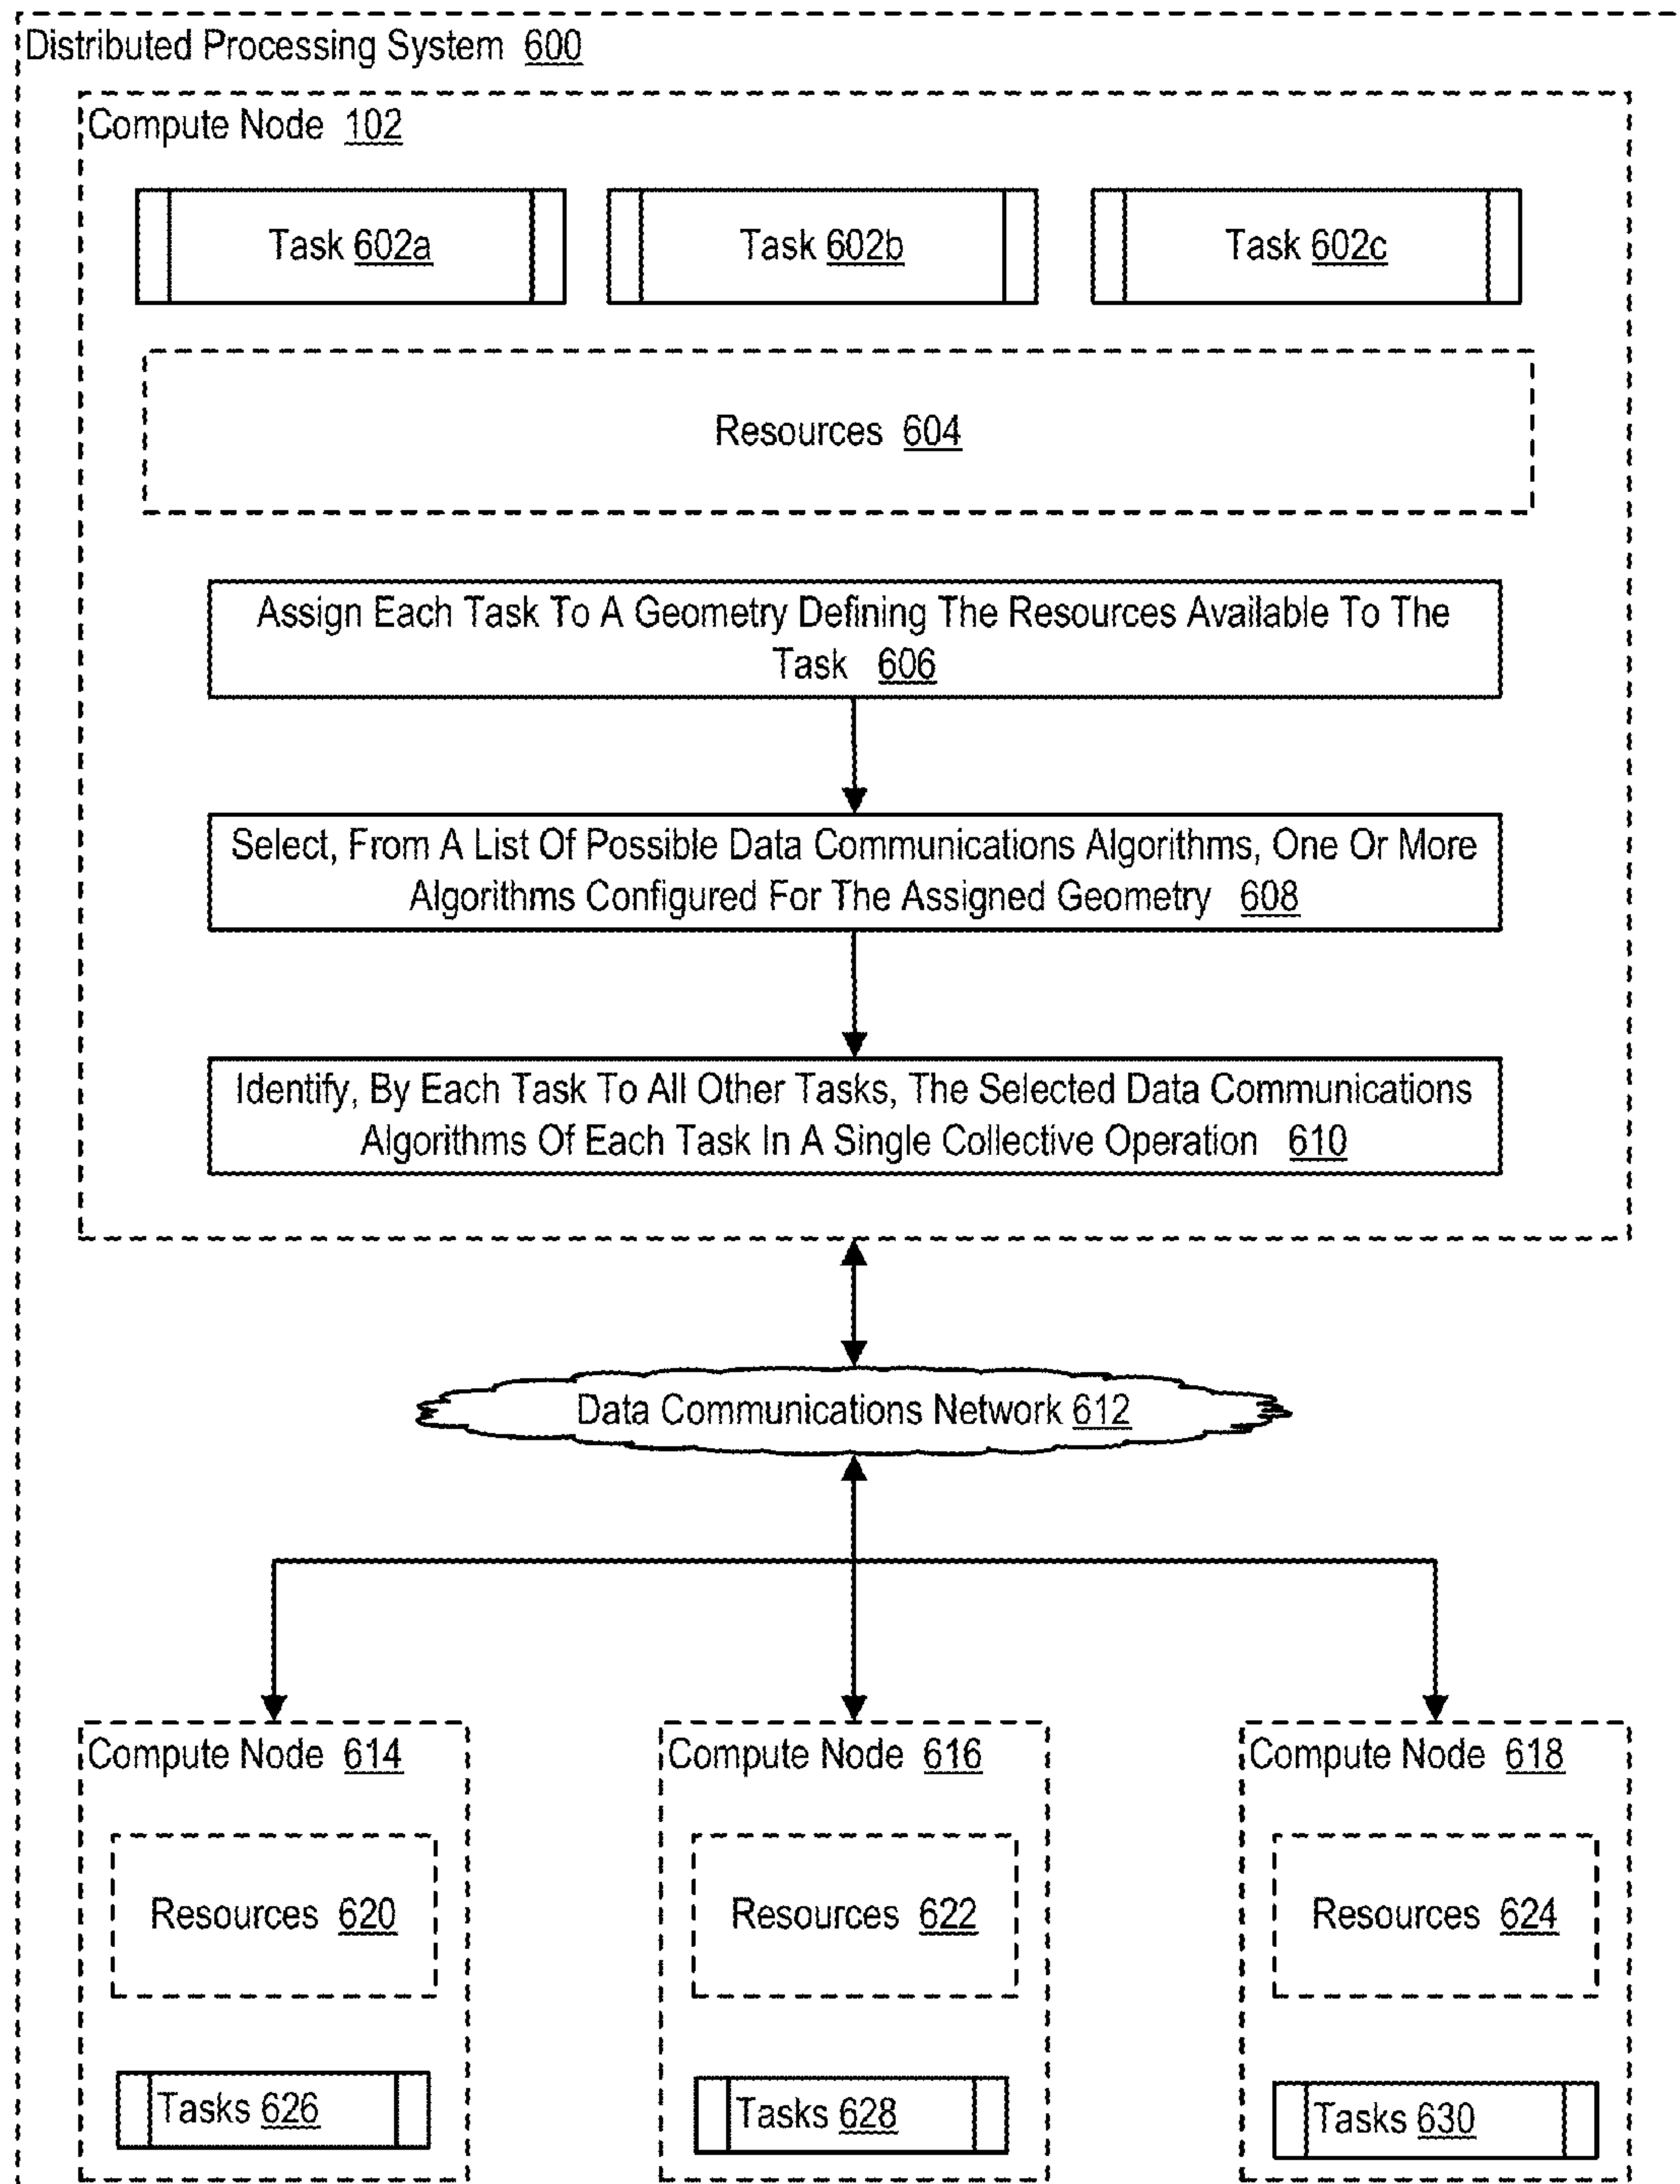 Distributed Processing System 600
Compute Node 102
Task 602a
Task 602b
Task 602c
Resources 604
Assign Each Task To A Geometry Defining The Resources Available To The
Task 606
Select, From A List Of Possible Data Communications Algorithms, One Or More
Algorithms Configured For The Assigned Geometry 608
Identify, By Each Task To All Other Tasks, The Selected Data Communications
Algorithms Of Each Task In A Single Collective Operation 610
Data Communications Network 612
Compute Node 614
Resources 620
Tasks 626
Compute Node 616
Resources 622
Tasks 628
Compute Node 618
Resources 624
Tasks 630